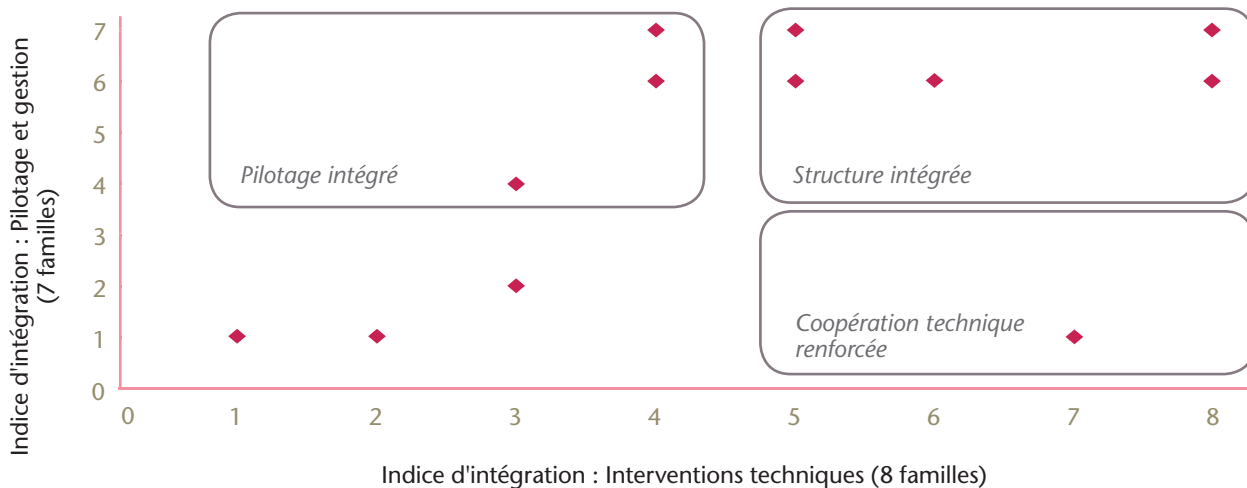 Indice d'intégration : Pilotage et gestion
(7 familles)
7
6
5
4
3
2
1
0
Pilotage intégré
Structure intégrée
Coopération technique
renforcée
0 1 2 3 4 5 6 7 8
Indice d'intégration : Interventions techniques (8 familles)